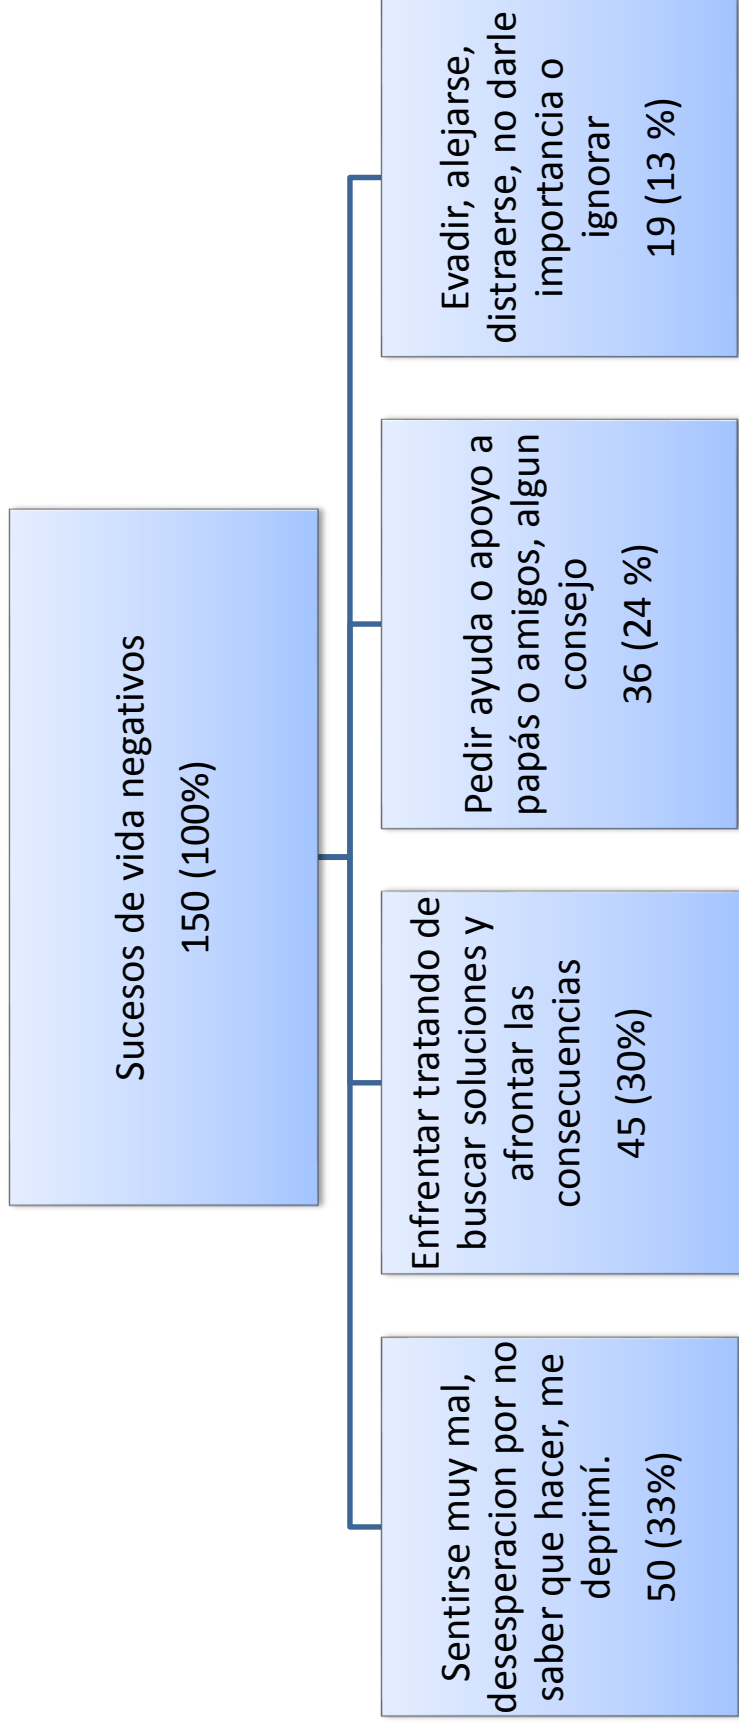 Sucesos de vida negativos
150 (100%)
Sentirse muy mal,
desesperacion por no
saber que hacer, me
deprimí.
50 (33%)
Enfrentar tratando de
buscar soluciones y
afrontar las
consecuencias
45 (30%)
Pedir ayuda o apoyo a
papás o amigos, algun
consejo
36 (24 %)
Evadir, alejarse,
distraerse, no darle
importancia o
ignorar
19 (13 %)